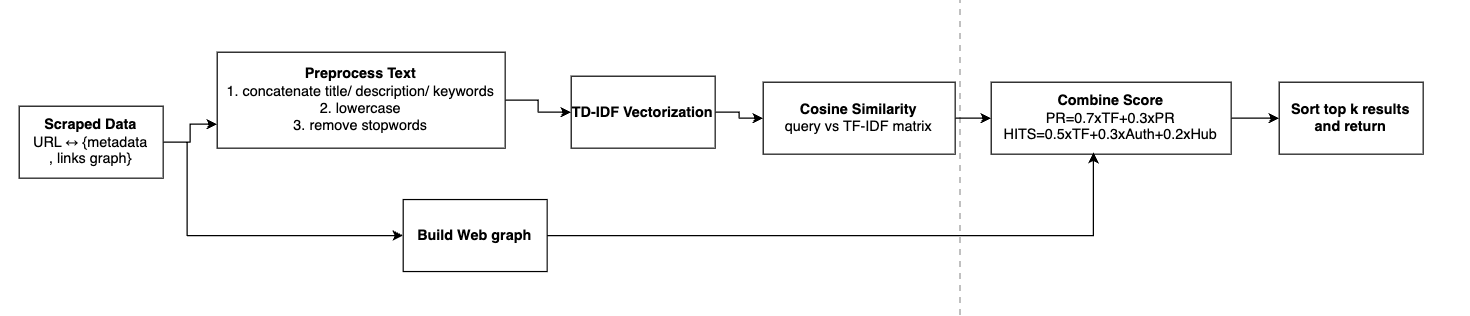 Scraped Data
URL ↔ {metadata
, links graph}
Preprocess Text
1. concatenate title/ description/ keywords
2. lowercase
3. remove stopwords
TD-IDF Vectorization
Cosine Similarity
query vs TF-IDF matrix
Combine Score
PR=0.7xTF+0.3xPR
HITS=0.5xTF+0.3xAuth+0.2xHub
Sort top k results
and return
Build Web graph